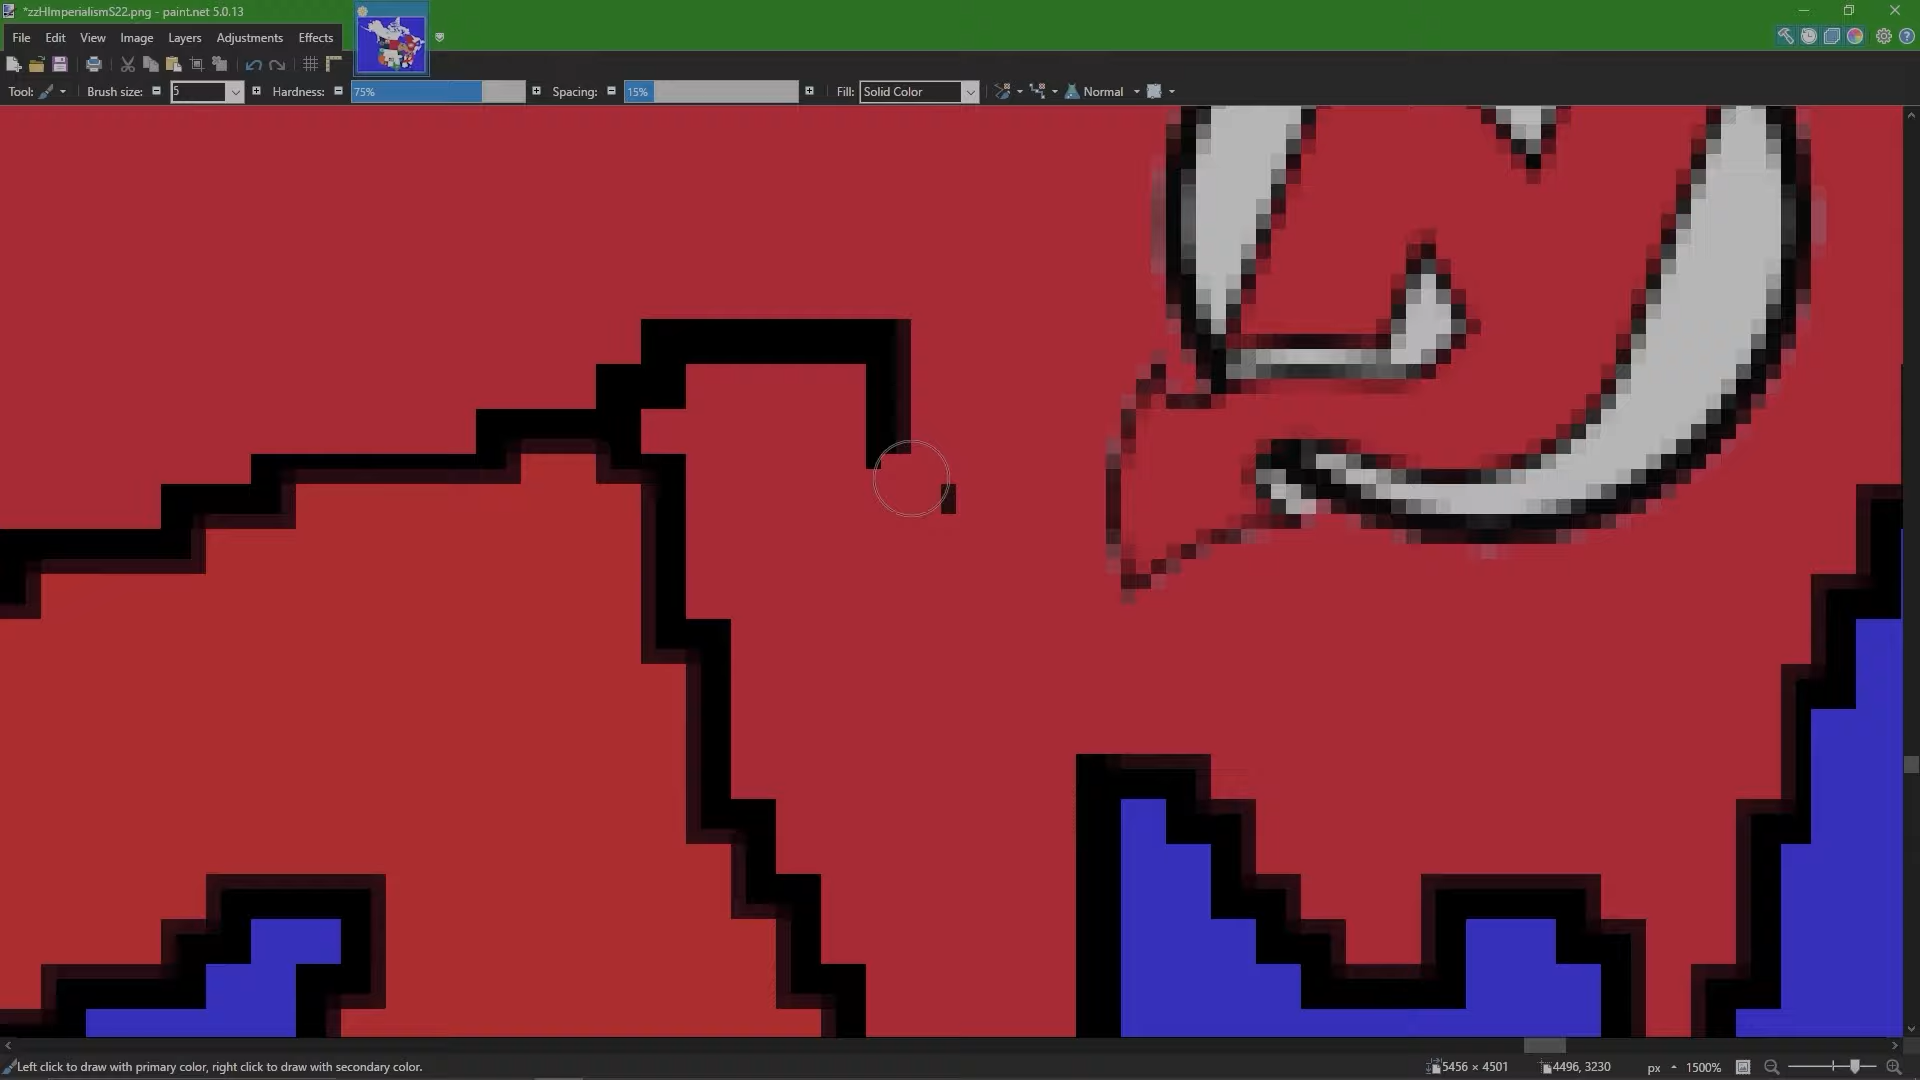 *zzHImperialismS22.png - paint.net 5.0.13
File Edit View Image Layers Adjustments Effects
Tool: Brush size: 5 Hardness: 75% Spacing: 15% Fill: Solid Color Normal
Left click to draw with primary color, right click to draw with secondary color. 5456 × 4501 4496, 3230 px 1500%